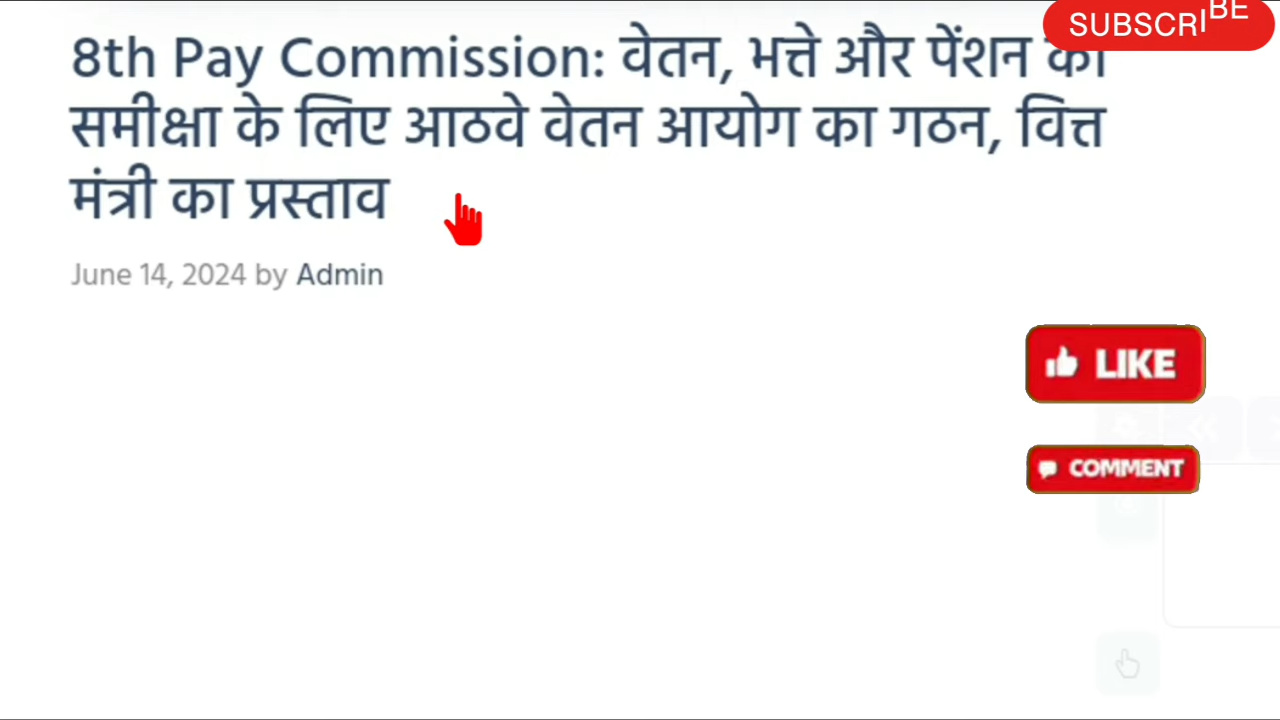 SUBSCRIBE
8th Pay Commission: वेतन, भत्ते और पेंशन की
समीक्षा के लिए आठवे वेतन आयोग का गठन, वित्त
मंत्री का प्रस्ताव
June 14, 2024 by Admin
LIKE
COMMENT